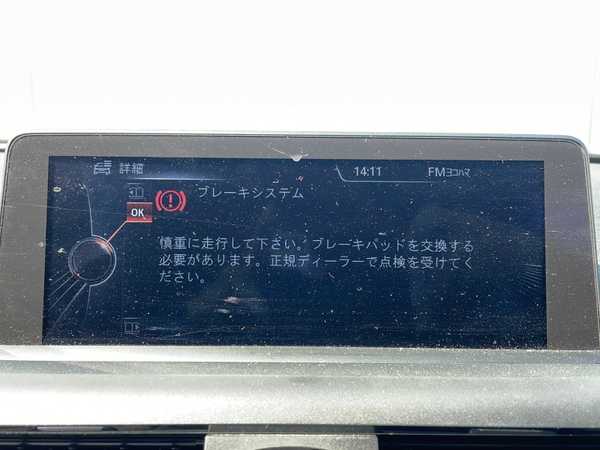 詳細
14:11
FMヨコハマ
ブレーキシステム
OK
慎重に走行して下さい。ブレーキパッドを交換する
必要があります。正規ディーラーで点検を受けてく
ださい。